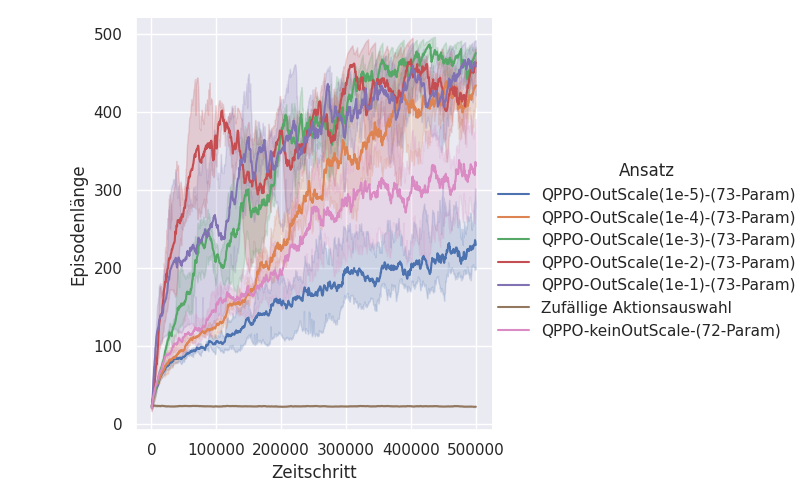 500
400
300
200
100
0
Episodenlänge
0 100000 200000 300000 400000 500000
Zeitschritt
Ansatz
QPPO-OutScale(1e-5)-(73-Param)
QPPO-OutScale(1e-4)-(73-Param)
QPPO-OutScale(1e-3)-(73-Param)
QPPO-OutScale(1e-2)-(73-Param)
QPPO-OutScale(1e-1)-(73-Param)
Zufällige Aktionsauswahl
QPPO-keinOutScale-(72-Param)